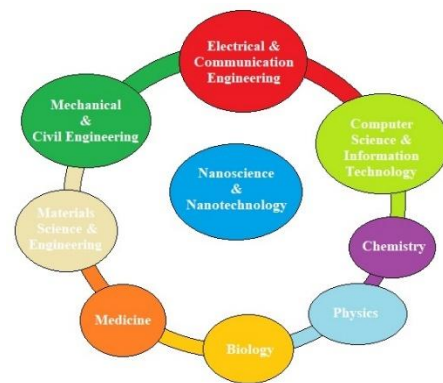 Electrical &
Communication
Engineering
Mechanical
&
Civil Engineering
Computer
Science &
Information
Technology
Nanoscience
&
Nanotechnology
Materials
Science &
Engineering
Chemistry
Physics
Medicine
Biology